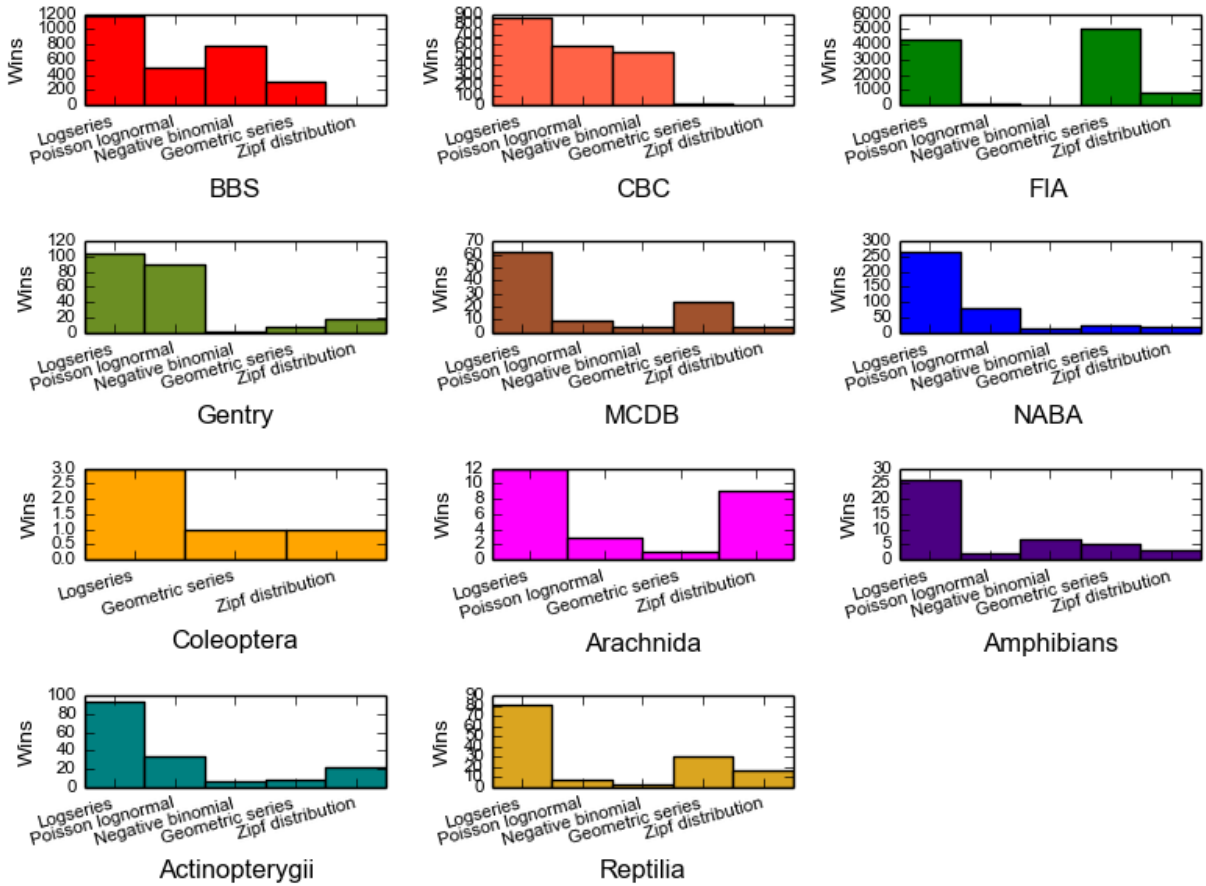 Wins
1200
1000
800
600
400
200
0
Logseries
Poisson lognormal
Negative binomial
Geometric series
Zipf distribution
BBS
Wins
900
800
700
600
500
400
300
200
100
0
Logseries
Poisson lognormal
Negative binomial
Geometric series
Zipf distribution
CBC
Wins
6000
5000
4000
3000
2000
1000
0
Logseries
Poisson lognormal
Negative binomial
Geometric series
Zipf distribution
FIA
Wins
120
100
80
60
40
20
0
Logseries
Poisson lognormal
Negative binomial
Geometric series
Zipf distribution
Gentry
Wins
70
60
50
40
30
20
10
0
Logseries
Poisson lognormal
Negative binomial
Geometric series
Zipf distribution
MCDB
Wins
300
250
200
150
100
50
0
Logseries
Poisson lognormal
Negative binomial
Geometric series
Zipf distribution
NABA
Wins
3.0
2.5
2.0
1.5
1.0
0.5
0.0
Logseries
Geometric series
Zipf distribution
Coleoptera
Wins
12
10
8
6
4
2
0
Logseries
Poisson lognormal
Geometric series
Zipf distribution
Arachnida
Wins
30
25
20
15
10
5
0
Logseries
Poisson lognormal
Negative binomial
Geometric series
Zipf distribution
Amphibians
Wins
100
80
60
40
20
0
Logseries
Poisson lognormal
Negative binomial
Geometric series
Zipf distribution
Actinopterygii
Wins
90
80
70
60
50
40
30
20
10
0
Logseries
Poisson lognormal
Negative binomial
Geometric series
Zipf distribution
Reptilia